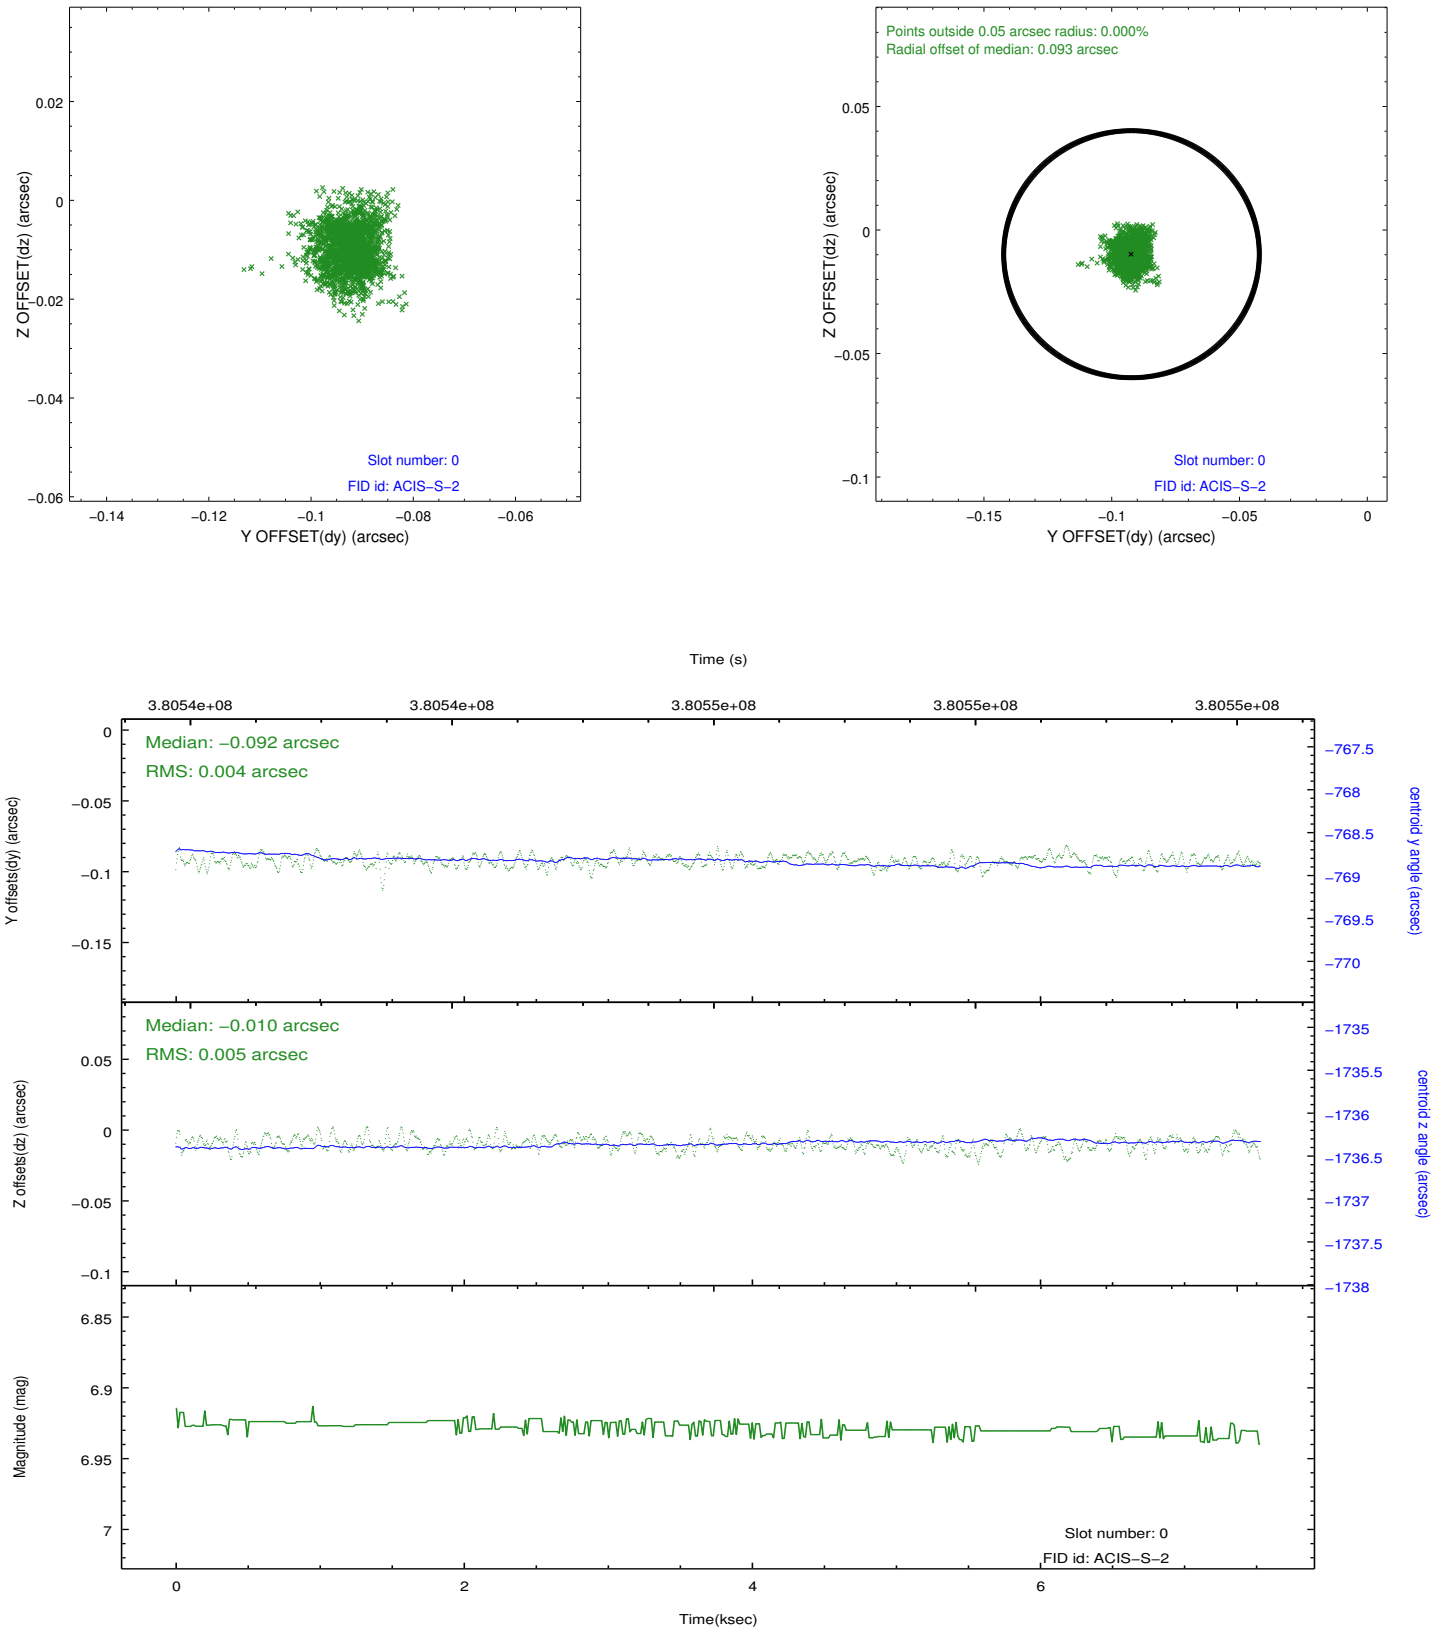 0.02
0
−0.02
−0.04
−0.06
Z OFFSET(dz) (arcsec)
Slot number: 0
FID id: ACIS−S−2
−0.14
−0.12
−0.1
−0.08
−0.06
Y OFFSET(dy) (arcsec)
Points outside 0.05 arcsec radius: 0.000%
Radial offset of median: 0.093 arcsec
0.05
0
−0.05
−0.1
Z OFFSET(dz) (arcsec)
Slot number: 0
FID id: ACIS−S−2
−0.15
−0.1
−0.05
0
Y OFFSET(dy) (arcsec)
Time (s)
3.8054e+08
3.8054e+08
3.8055e+08
3.8055e+08
3.8055e+08
Median: −0.092 arcsec
RMS: 0.004 arcsec
0
−0.05
−0.1
−0.15
Y offsets(dy) (arcsec)
−767.5
−768
−768.5
−769
−769.5
−770
centroid y angle (arcsec)
Median: −0.010 arcsec
RMS: 0.005 arcsec
0.05
0
−0.05
−0.1
Z offsets(dz) (arcsec)
−1735
−1735.5
−1736
−1736.5
−1737
−1737.5
−1738
centroid z angle (arcsec)
6.85
6.9
6.95
7
Magnitude (mag)
Slot number: 0
FID id: ACIS−S−2
0
2
4
6
Time(ksec)